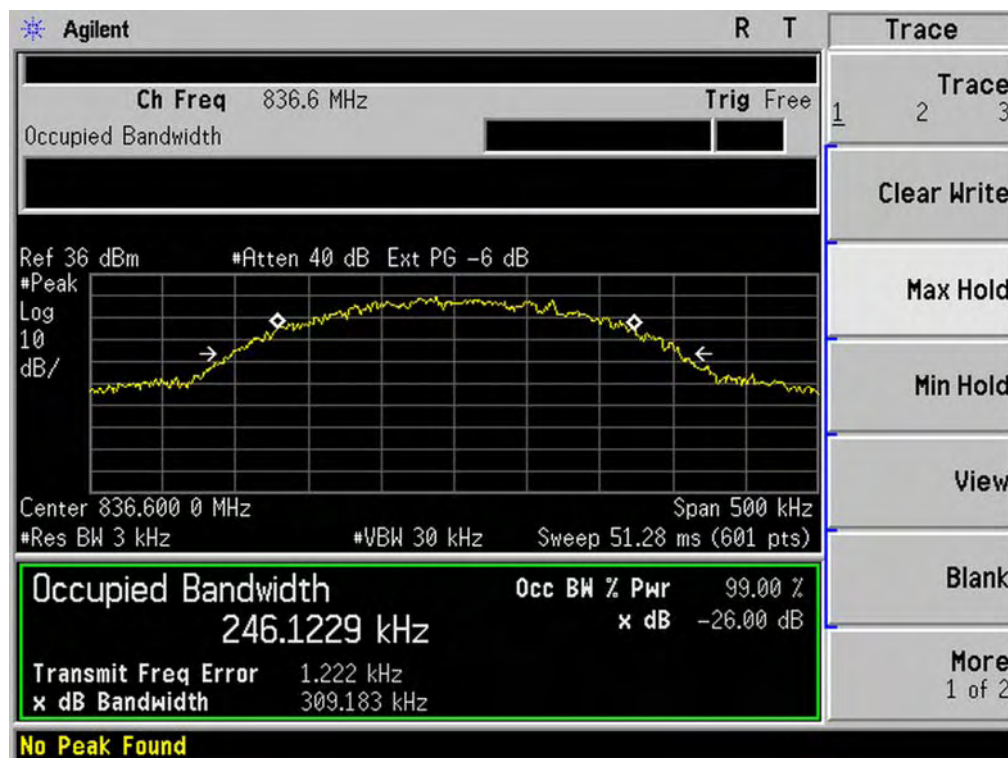 Agilent R T Trace
Ch Freq 836.6 MHz Trig Free
Occupied Bandwidth
Trace
1 2 3
Clear Write
Max Hold
Min Hold
View
Blank
More
1 of 2
Ref 36 dBm #Atten 40 dB Ext PG -6 dB
#Peak
Log
10
dB/
Center 836.600 0 MHz Span 500 kHz
#Res BW 3 kHz #VBW 30 kHz Sweep 51.28 ms (601 pts)
Occupied Bandwidth Occ BW % Pwr 99.00 %
246.1229 kHz x dB -26.00 dB
Transmit Freq Error 1.222 kHz
x dB Bandwidth 309.183 kHz
No Peak Found